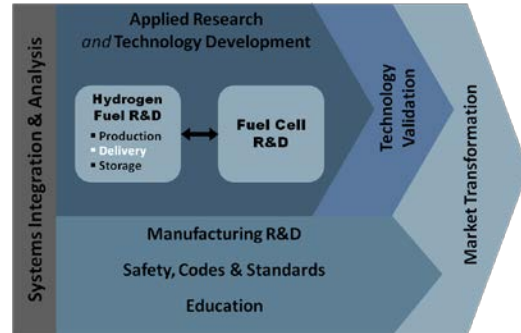 Systems Integration & Analysis
Applied Research
and Technology Development
Hydrogen
Fuel R&D
▪ Production
▪ Delivery
▪ Storage
Fuel Cell
R&D
Technology
Validation
Market Transformation
Manufacturing R&D
Safety, Codes & Standards
Education